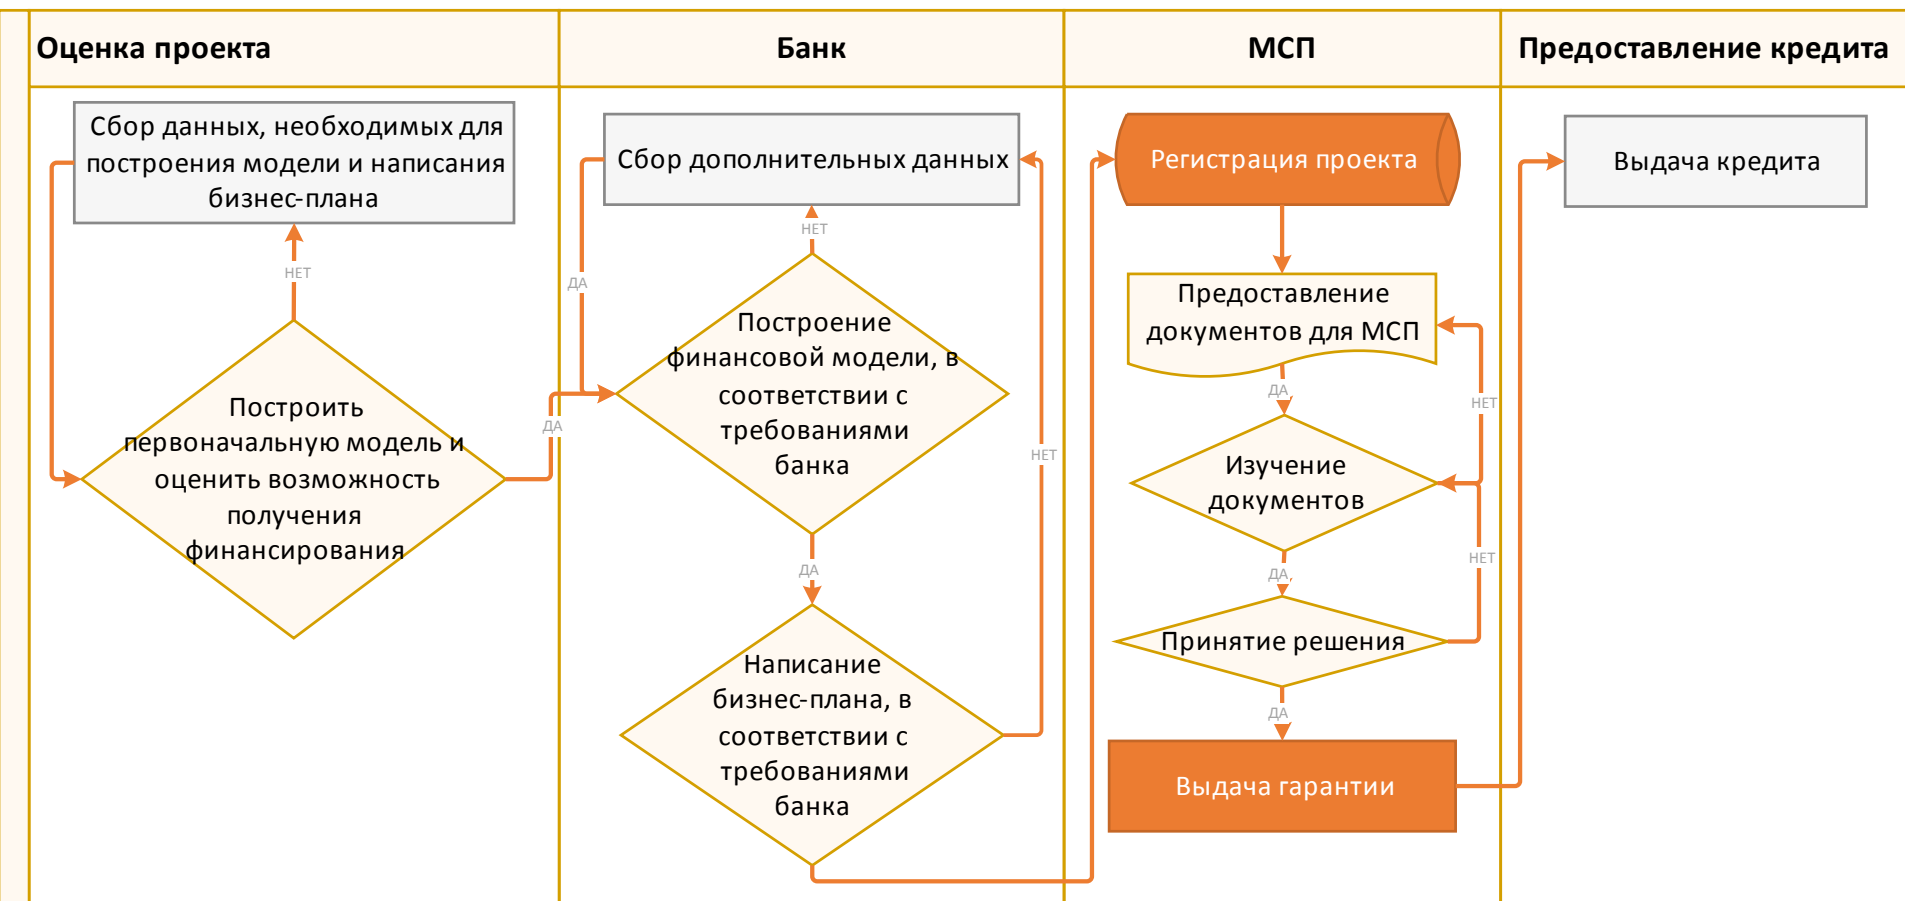 Оценка проекта
Банк
МСП
Предоставление кредита
Сбор данных, необходимых для
построения модели и написания
бизнес-плана
НЕТ
Построить
первоначальную модель и
оценить возможность
получения
финансирования
ДА
Сбор дополнительных данных
НЕТ
ДА
Построение
финансовой модели, в
соответствии с
требованиями
банка
ДА
НЕТ
Написание
бизнес-плана, в
соответствии с
требованиями
банка
Регистрация проекта
Предоставление
документов для МСП
ДА,
НЕТ
Изучение
документов
ДА,
НЕТ
Принятие решения
ДА
Выдача гарантии
Выдача кредита